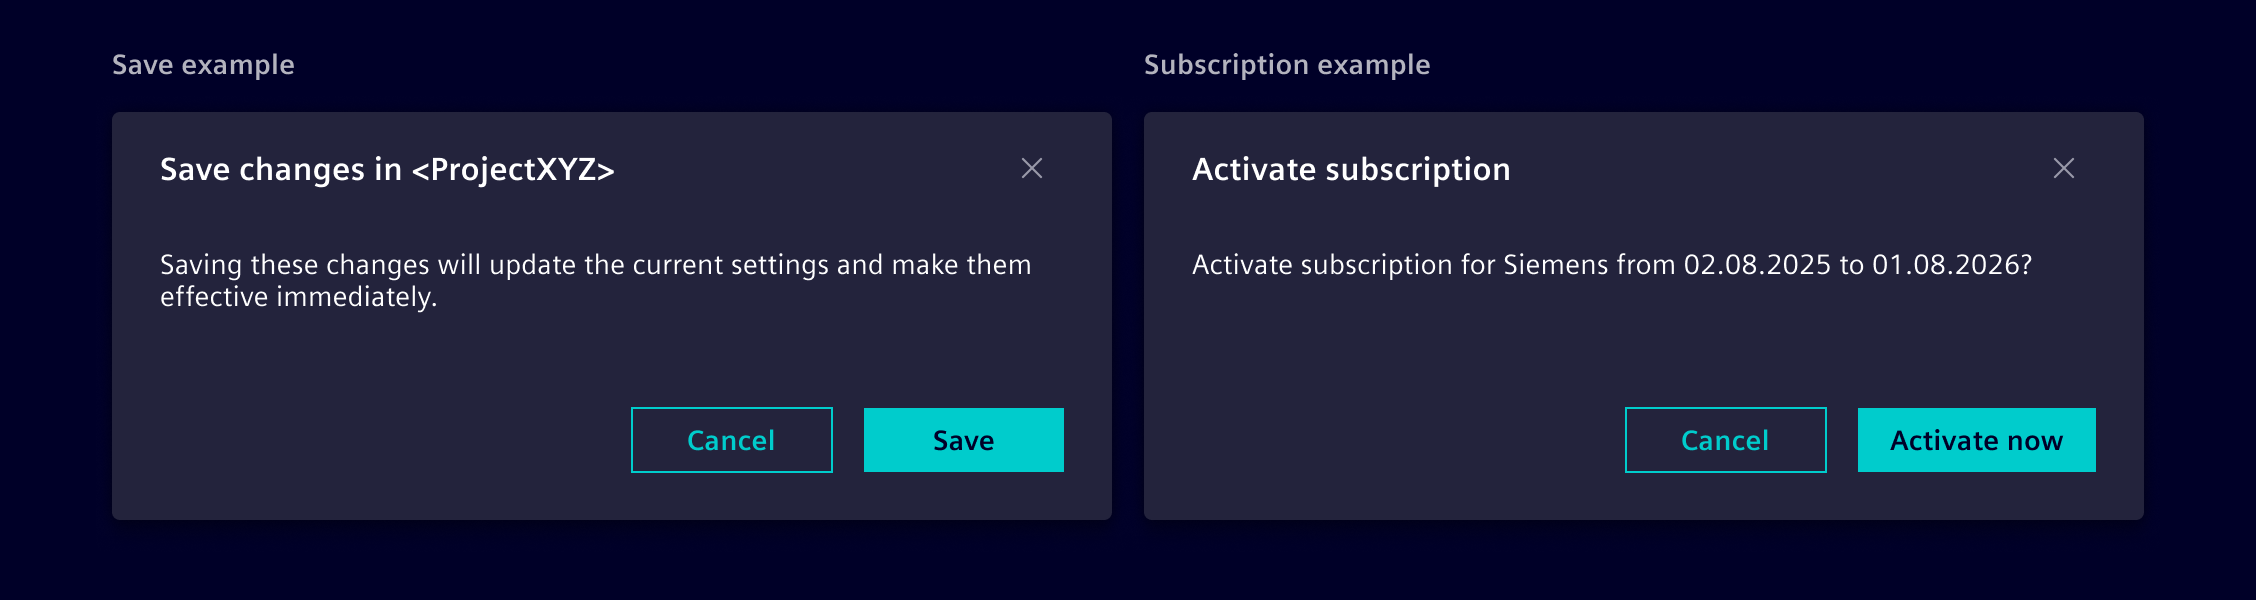 Save example
Save changes in <ProjectXYZ>
Saving these changes will update the current settings and make them
effective immediately.
Cancel
Save
Subscription example
Activate subscription
Activate subscription for Siemens from 02.08.2025 to 01.08.2026?
Cancel
Activate now